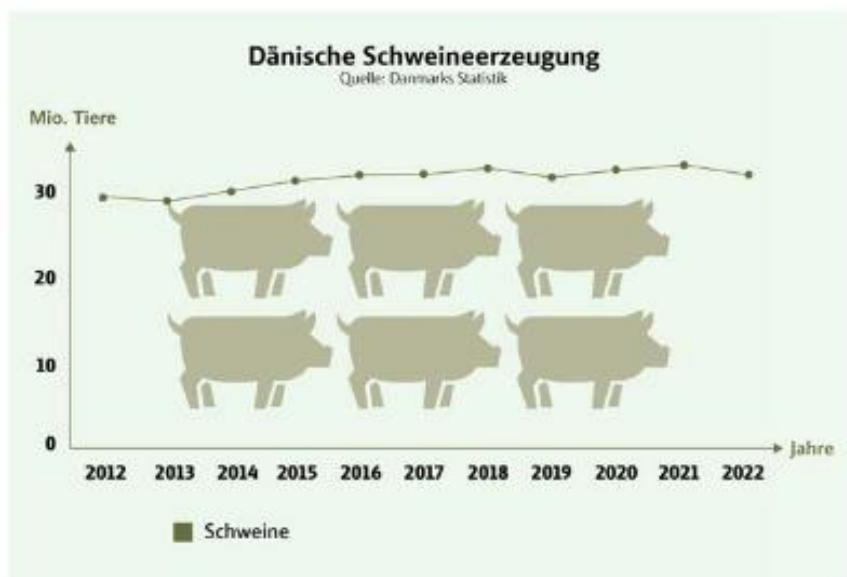 Dänische Schweineerzeugung
Quelle: Danmarks Statistik
Mio. Tiere
30
20
10
0
Jahre
2012 2013 2014 2015 2016 2017 2018 2019 2020 2021 2022
Schweine